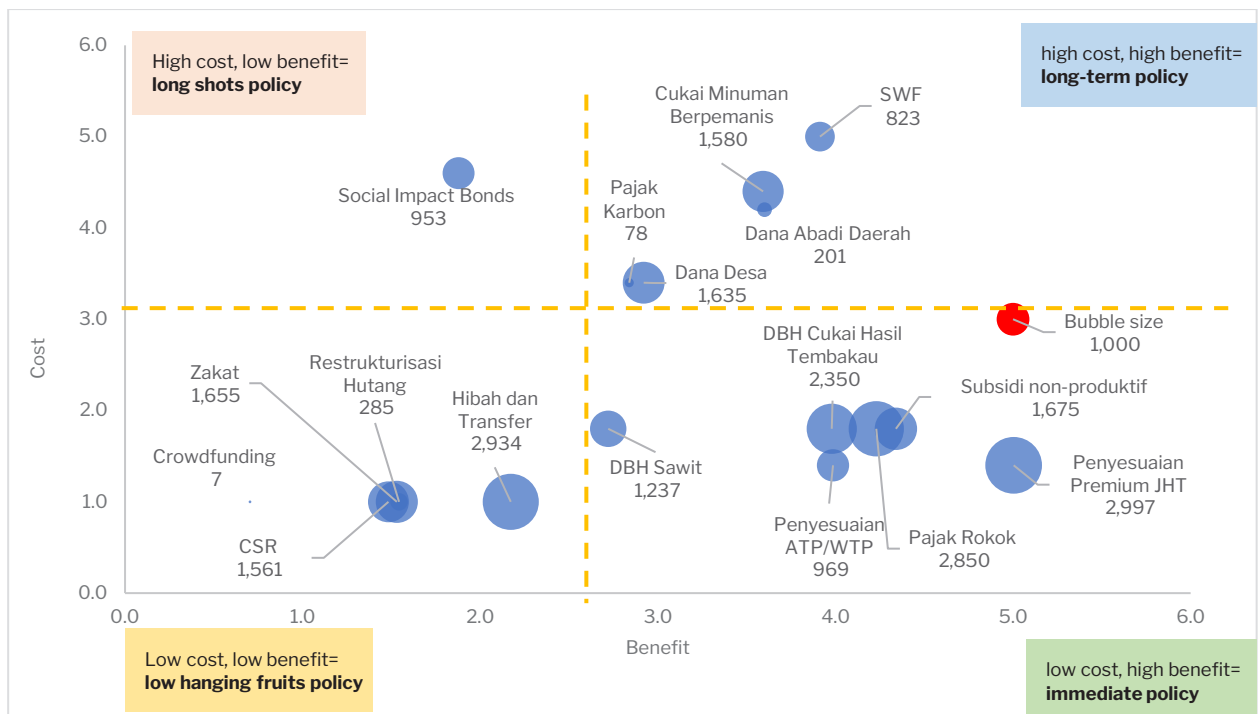 High cost, low benefit=
long shots policy
high cost, high benefit=
long-term policy
6.0
5.0
4.0
3.0
2.0
1.0
0.0
Cost
Cukai Minuman
Berpemanis
1,580
SWF
823
Social Impact Bonds
953
Pajak
Karbon
78
Dana Abadi Daerah
201
Dana Desa
1,635
Bubble size
1,000
DBH Cukai Hasil
Tembakau
2,350
Subsidi non-produktif
1,675
Zakat
1,655
Restrukturisasi
Hutang
285
Hibah dan
Transfer
2,934
Crowdfunding
7
CSR
1,561
DBH Sawit
1,237
Penyesuaian
ATP/WTP
969
Pajak Rokok
2,850
Penyesuaian
Premium JHT
2,997
0.0
1.0
2.0
3.0
4.0
5.0
6.0
Benefit
Low cost, low benefit=
low hanging fruits policy
low cost, high benefit=
immediate policy